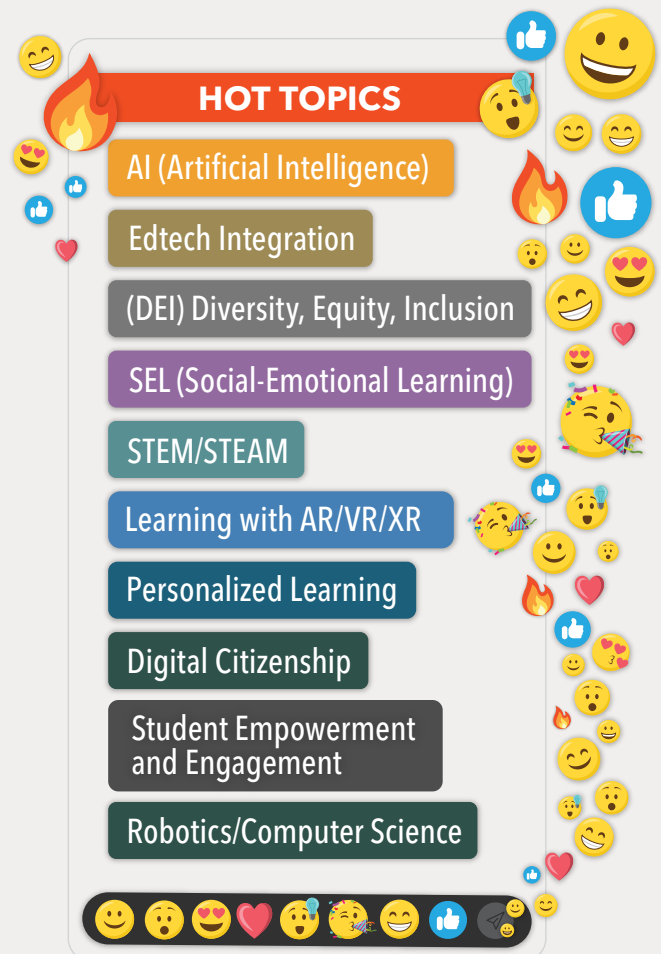 HOT TOPICS
AI (Artificial Intelligence)
Edtech Integration
(DEI) Diversity, Equity, Inclusion
SEL (Social-Emotional Learning)
STEM/STEAM
Learning with AR/VR/XR
Personalized Learning
Digital Citizenship
Student Empowerment
and Engagement
Robotics/Computer Science